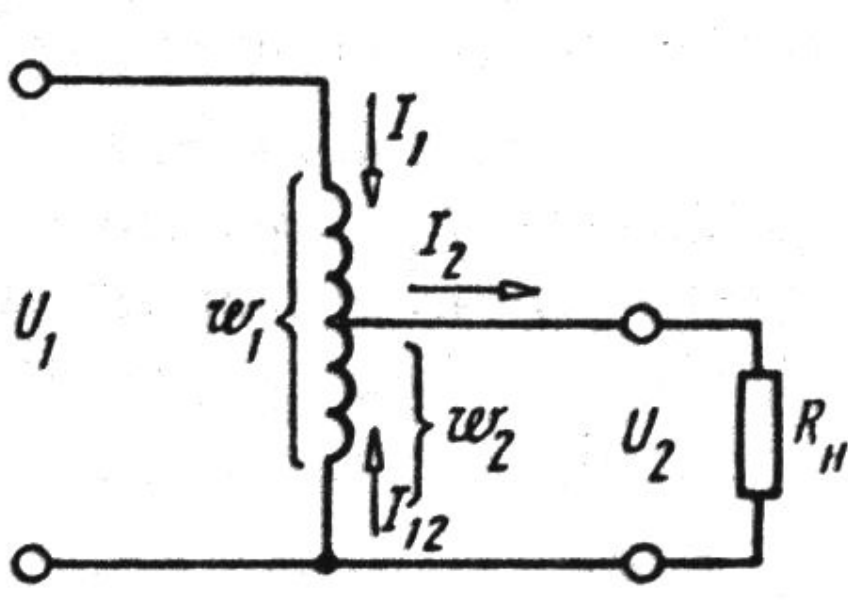 I₁
I₂
U₁
w₁
w₂
U₂
Rн
I₁₂